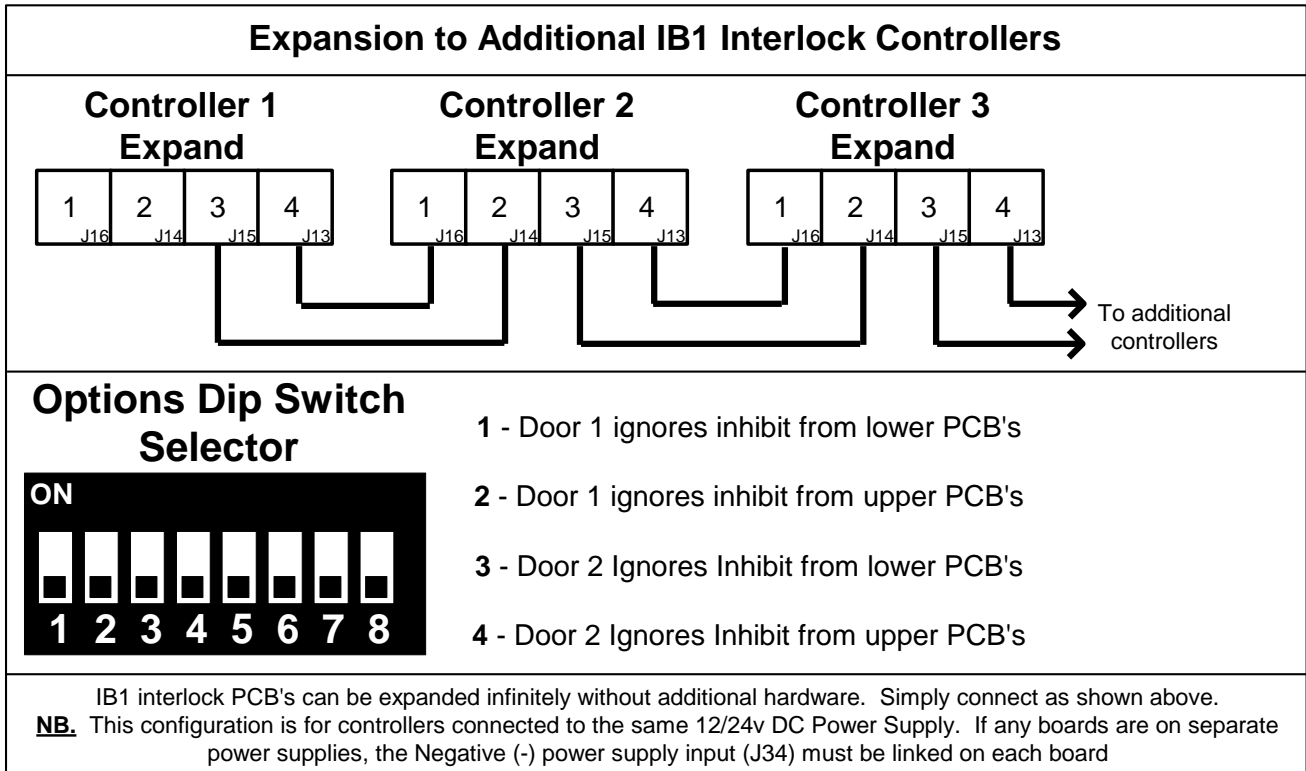 Expansion to Additional IB1 Interlock Controllers
Controller 1
Expand
1 J16 2 J14 3 J15 4 J13
Controller 2
Expand
1 J16 2 J14 3 J15 4 J13
Controller 3
Expand
1 J16 2 J14 3 J15 4 J13
To additional
controllers
Options Dip Switch
Selector
ON
1 2 3 4 5 6 7 8
1 - Door 1 ignores inhibit from lower PCB's
2 - Door 1 ignores inhibit from upper PCB's
3 - Door 2 Ignores Inhibit from lower PCB's
4 - Door 2 Ignores Inhibit from upper PCB's
IB1 interlock PCB's can be expanded infinitely without additional hardware. Simply connect as shown above.
NB. This configuration is for controllers connected to the same 12/24v DC Power Supply. If any boards are on separate
power supplies, the Negative (-) power supply input (J34) must be linked on each board